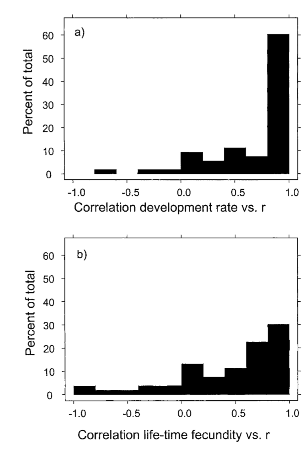 a)
Percent of total
60
50
40
30
20
10
0
-1.0 -0.5 0.0 0.5 1.0
Correlation development rate vs. r
b)
Percent of total
60
50
40
30
20
10
0
-1.0 -0.5 0.0 0.5 1.0
Correlation life-time fecundity vs. r